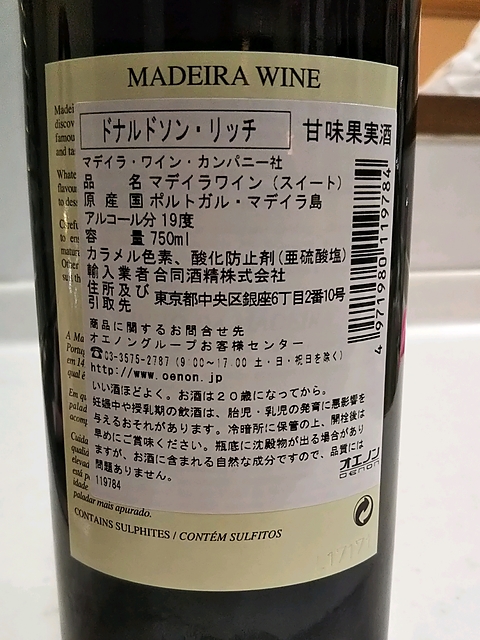 MADEIRA WINE
ドナルドソン・リッチ 甘味果実酒
マデイラ・ワイン・カンパニー社
品 名 マデイラワイン (スイート)
原産国 ポルトガル・マデイラ島
アルコール分 19度
容 量 750ml
カラメル色素、酸化防止剤(亜硫酸塩)
輸入業者 合同酒精株式会社
住所及び引取先 東京都中央区銀座6丁目2番10号
4 971980 119784
商品に関するお問合せ先
オエノングループお客様センター
☎03-3575-2787 (9:00~17:00 土・日・祝日を除く)
http://www.oenon.jp
いい酒ほどよく。お酒は20歳になってから。
妊娠中や授乳期の飲酒は、胎児・乳児の発育に悪影響を
与えるおそれがあります。冷暗所に保管の上、開栓後は
早めにご賞味ください。瓶底に沈殿物が出る場合があり
ますが、お酒に含まれる自然な成分ですので、品質には
問題ありません。
オエノン
OENON
119784
paladar mais apurado.
CONTAINS SULPHITES / CONTÉM SULFITOS